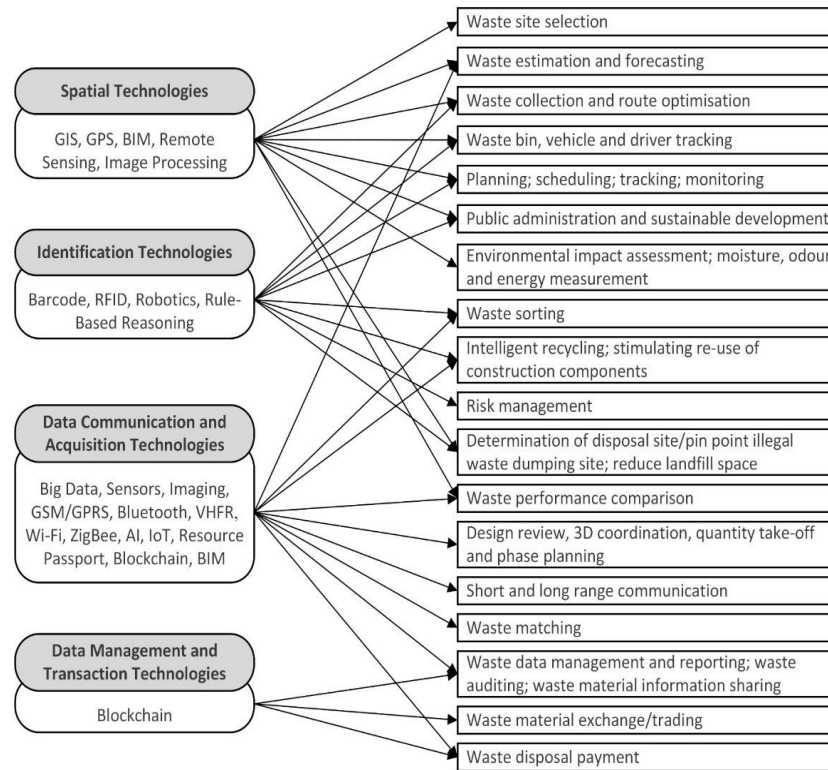 Spatial Technologies
GIS, GPS, BIM, Remote
Sensing, Image Processing
Identification Technologies
Barcode, RFID, Robotics, Rule-
Based Reasoning
Data Communication and
Acquisition Technologies
Big Data, Sensors, Imaging,
GSM/GPRS, Bluetooth, VHFR,
Wi-Fi, ZigBee, AI, IoT, Resource
Passport, Blockchain, BIM
Data Management and
Transaction Technologies
Blockchain
Waste site selection
Waste estimation and forecasting
Waste collection and route optimisation
Waste bin, vehicle and driver tracking
Planning; scheduling; tracking; monitoring
Public administration and sustainable development
Environmental impact assessment; moisture, odour
and energy measurement
Waste sorting
Intelligent recycling; stimulating re-use of
construction components
Risk management
Determination of disposal site/pin point illegal
waste dumping site; reduce landfill space
Waste performance comparison
Design review, 3D coordination, quantity take-off
and phase planning
Short and long range communication
Waste matching
Waste data management and reporting; waste
auditing; waste material information sharing
Waste material exchange/trading
Waste disposal payment